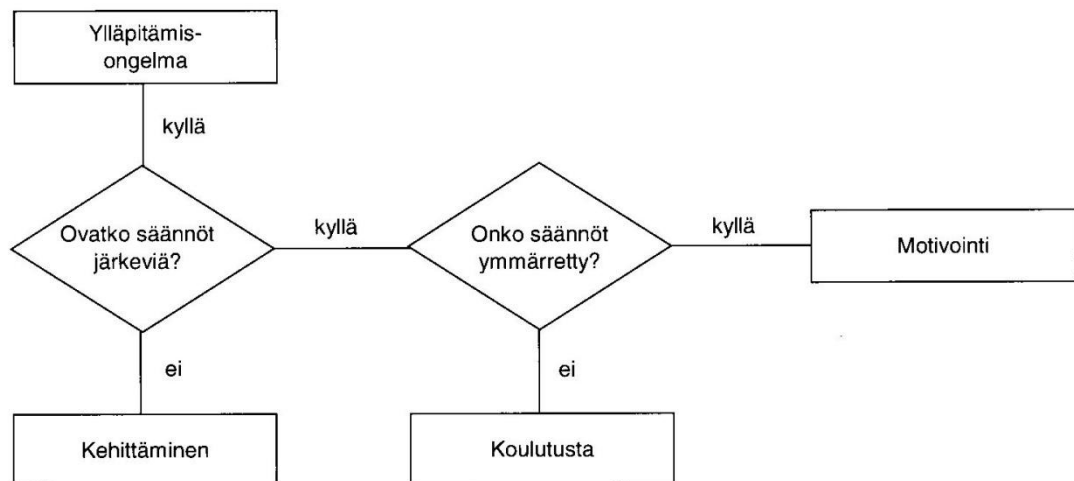 Ylläpitämis-
ongelma
kyllä
Ovatko säännöt
järkeviä?
kyllä
Onko säännöt
ymmärretty?
kyllä
Motivointi
ei
ei
Kehittäminen
Koulutusta